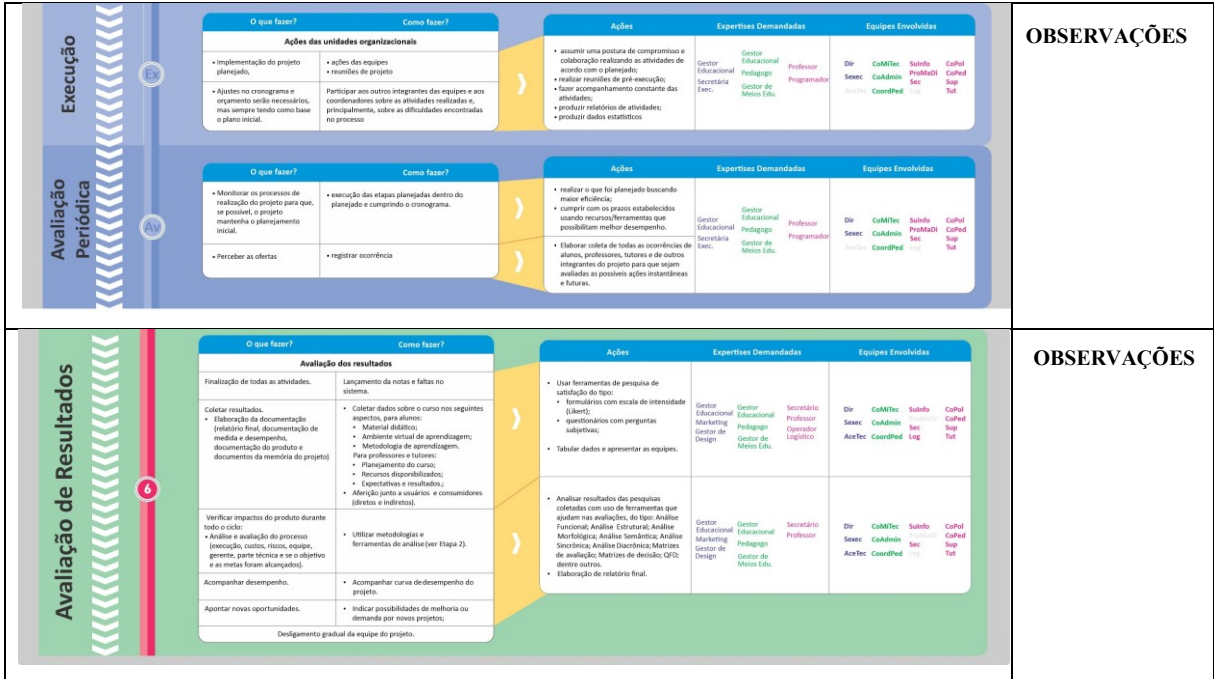 Execução
Ex
O que fazer?
Como fazer?
Ações das unidades organizacionais
• Implementação do projeto
planejado,
• ações das equipes
• reuniões de projeto
• Ajustes no cronograma e
orçamento serão necessários,
mas sempre tendo como base
o plano inicial.
Participar aos outros integrantes das equipes e aos
coordenadores sobre as atividades realizadas e,
principalmente, sobre as dificuldades encontradas
no processo
Ações
Expertises Demandadas
Equipes Envolvidas
• assumir uma postura de compromisso e
colaboração realizando as atividades de
acordo com o planejado;
• realizar reuniões de pré-execução;
• fazer acompanhamento constante das
atividades;
• produzir relatórios de atividades;
• produzir dados estatísticos
Gestor
Educacional
Secretária
Exec.
Gestor
Educacional
Pedagogo
Gestor de
Meios Edu.
Professor
Programador
Dir
Sexec
AceTec
CoMiTec
CoAdmin
CoordPed
SuInfo
ProMaDi
Sec
Log
CoPol
CoPed
Sup
Tut
OBSERVAÇÕES
Avaliação
Periódica
Av
O que fazer?
Como fazer?
• Monitorar os processos de
realização do projeto para que,
se possível, o projeto
mantenha o planejamento
inicial.
• execução das etapas planejadas dentro do
planejado e cumprindo o cronograma.
• Perceber as ofertas
• registrar ocorrência
Ações
Expertises Demandadas
Equipes Envolvidas
• realizar o que foi planejado buscando
maior eficiência;
• cumprir com os prazos estabelecidos
usando recursos/ferramentas que
possibilitam melhor desempenho.
• Elaborar coleta de todas as ocorrências de
alunos, professores, tutores e de outros
integrantes do projeto para que sejam
avaliadas as possíveis ações instantâneas
e futuras.
Gestor
Educacional
Secretária
Exec.
Gestor
Educacional
Pedagogo
Gestor de
Meios Edu.
Professor
Programador
Dir
Sexec
AceTec
CoMiTec
CoAdmin
CoordPed
SuInfo
ProMaDi
Sec
Log
CoPol
CoPed
Sup
Tut
Avaliação de Resultados
6
O que fazer?
Como fazer?
Avaliação dos resultados
Finalização de todas as atividades.
Lançamento da notas e faltas no
sistema.
Coletar resultados.
• Elaboração da documentação
(relatório final, documentação de
medida e desempenho,
documentação do produto e
documentos da memória do projeto)
• Coletar dados sobre o curso nos seguintes
aspectos, para alunos:
• Material didático;
• Ambiente virtual de aprendizagem;
• Metodologia de aprendizagem.
Para professores e tutores:
• Planejamento do curso;
• Recursos disponibilizados;
• Expectativas e resultados.;
• Aferição junto a usuários e consumidores
(diretos e indiretos).
Verificar impactos do produto durante
todo o ciclo:
• Análise e avaliação do processo
(execução, custos, riscos, equipe,
gerente, parte técnica e se o objetivo
e as metas foram alcançados).
• Utilizar metodologias e
ferramentas de análise (ver Etapa 2).
Acompanhar desempenho.
• Acompanhar curva de desempenho do
projeto.
Apontar novas oportunidades.
• Indicar possibilidades de melhoria ou
demanda por novos projetos;
Desligamento gradual da equipe do projeto.
Ações
Expertises Demandadas
Equipes Envolvidas
• Usar ferramentas de pesquisa de
satisfação do tipo:
• formulários com escala de intensidade
(Likert);
• questionários com perguntas
subjetivas;
• Tabular dados e apresentar as equipes.
Gestor
Educacional
Marketing
Gestor de
Design
Gestor
Educacional
Pedagogo
Gestor de
Meios Edu.
Secretário
Professor
Operador
Logístico
Dir
Sexec
AceTec
CoMiTec
CoAdmin
CoordPed
SuInfo
ProMaDi
Sec
Log
CoPol
CoPed
Sup
Tut
• Analisar resultados das pesquisas
coletadas com uso de ferramentas que
ajudam nas avaliações, do tipo: Análise
Funcional; Análise Estrutural; Análise
Morfológica; Análise Semântica; Análise
Sincrônica; Análise Diacrônica; Matrizes
de avaliação; Matrizes de decisão; QFD;
dentre outros.
• Elaboração de relatório final.
Gestor
Educacional
Marketing
Gestor de
Design
Gestor
Educacional
Pedagogo
Gestor de
Meios Edu.
Secretário
Professor
Dir
Sexec
AceTec
CoMiTec
CoAdmin
CoordPed
SuInfo
ProMaDi
Sec
Log
CoPol
CoPed
Sup
Tut
OBSERVAÇÕES